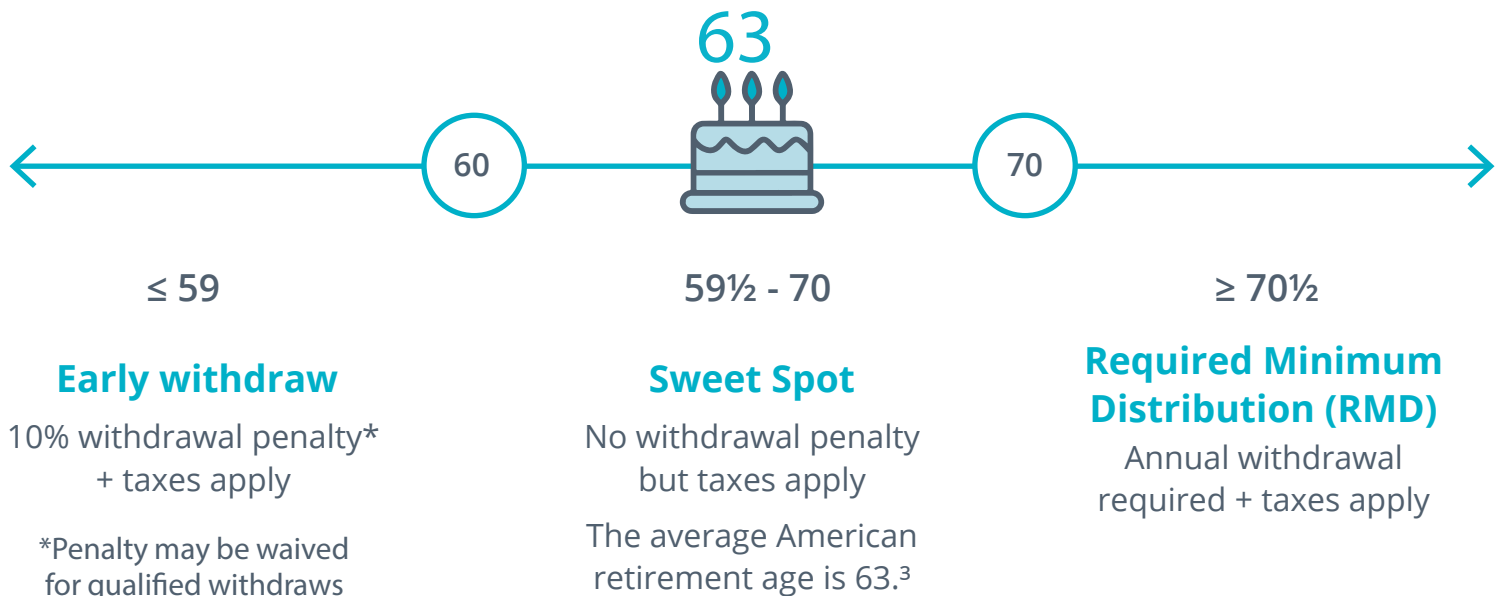 63
60
70
≤ 59
Early withdraw
10% withdrawal penalty*
+ taxes apply
*Penalty may be waived
for qualified withdraws
59½ - 70
Sweet Spot
No withdrawal penalty
but taxes apply
The average American
retirement age is 63.³
≥ 70½
Required Minimum
Distribution (RMD)
Annual withdrawal
required + taxes apply